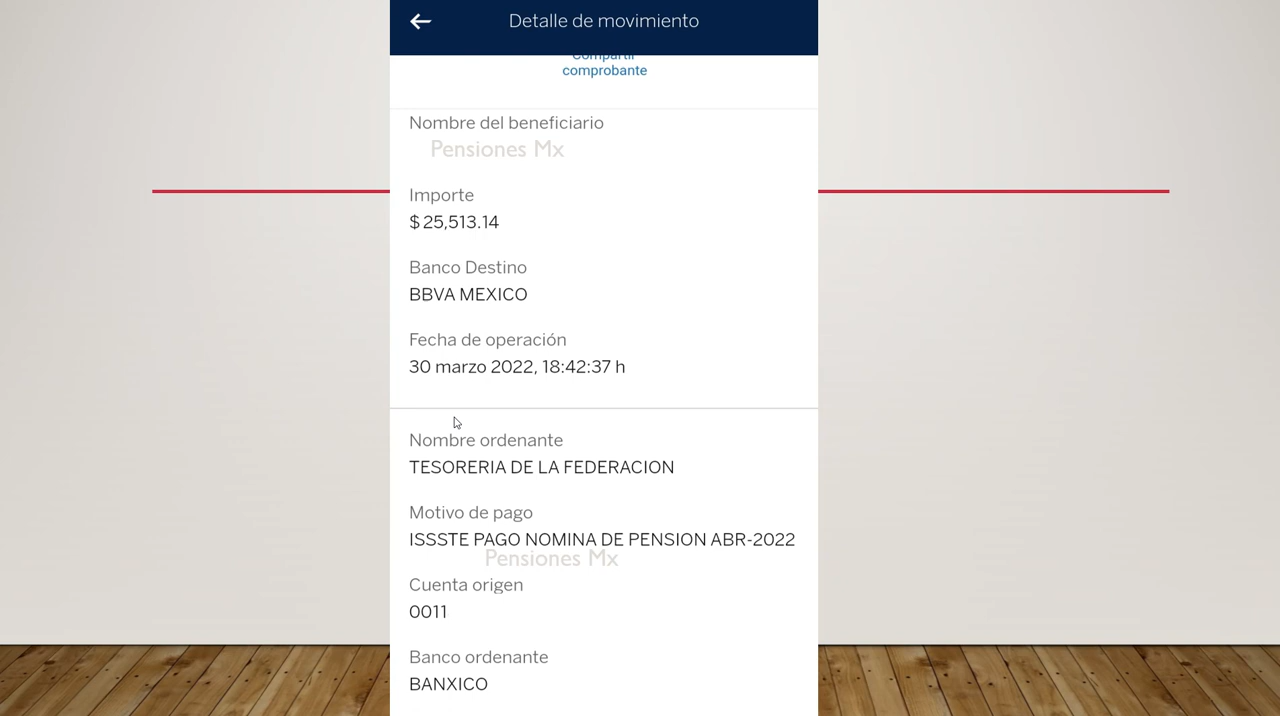 Detalle de movimiento
Compartir
comprobante
Nombre del beneficiario
Pensiones Mx
Importe
$ 25,513.14
Banco Destino
BBVA MEXICO
Fecha de operación
30 marzo 2022, 18:42:37 h
Nombre ordenante
TESORERIA DE LA FEDERACION
Motivo de pago
ISSSTE PAGO NOMINA DE PENSION ABR-2022
Pensiones Mx
Cuenta origen
0011
Banco ordenante
BANXICO